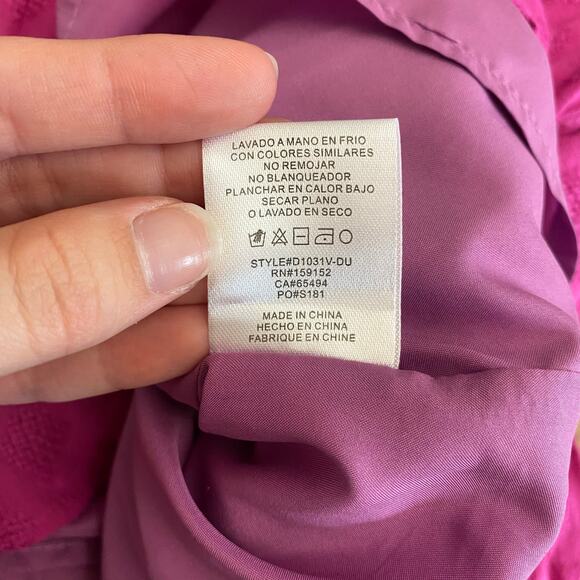 LAVADO A MANO EN FRIO
CON COLORES SIMILARES
NO REMOJAR
NO BLANQUEADOR
PLANCHAR EN CALOR BAJO
SECAR PLANO
O LAVADO EN SECO
STYLE#D1031V-DU
RN#159152
CA#65494
PO#S181
MADE IN CHINA
HECHO EN CHINA
FABRIQUE EN CHINE